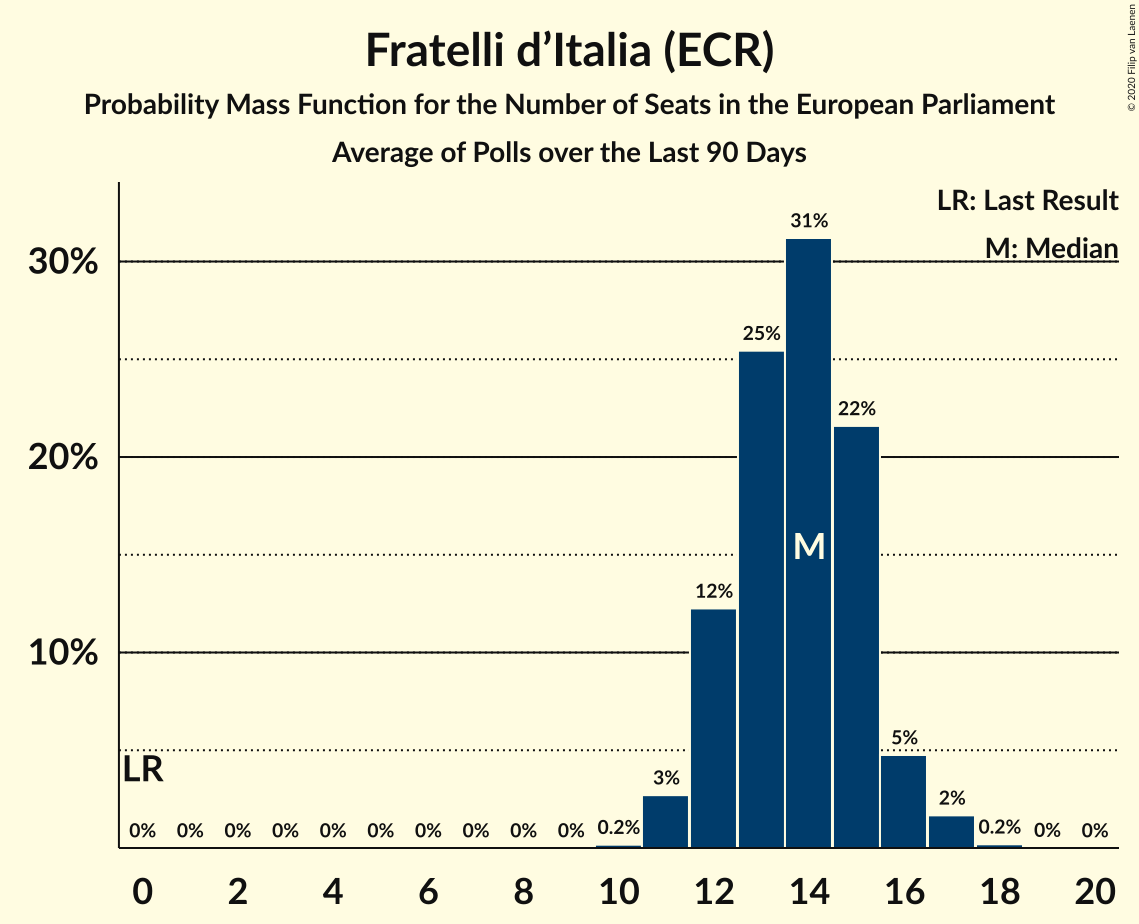 Fratelli d’Italia (ECR)
Probability Mass Function for the Number of Seats in the European Parliament
Average of Polls over the Last 90 Days
© 2020 Filip van Laenen
LR: Last Result
M: Median
30%
20%
10%
31%
25%
22%
M
12%
5%
LR
3%
2%
0% 0% 0% 0% 0% 0% 0% 0% 0% 0% 0.2% 0.2% 0% 0%
0 2 4 6 8 10 12 14 16 18 20